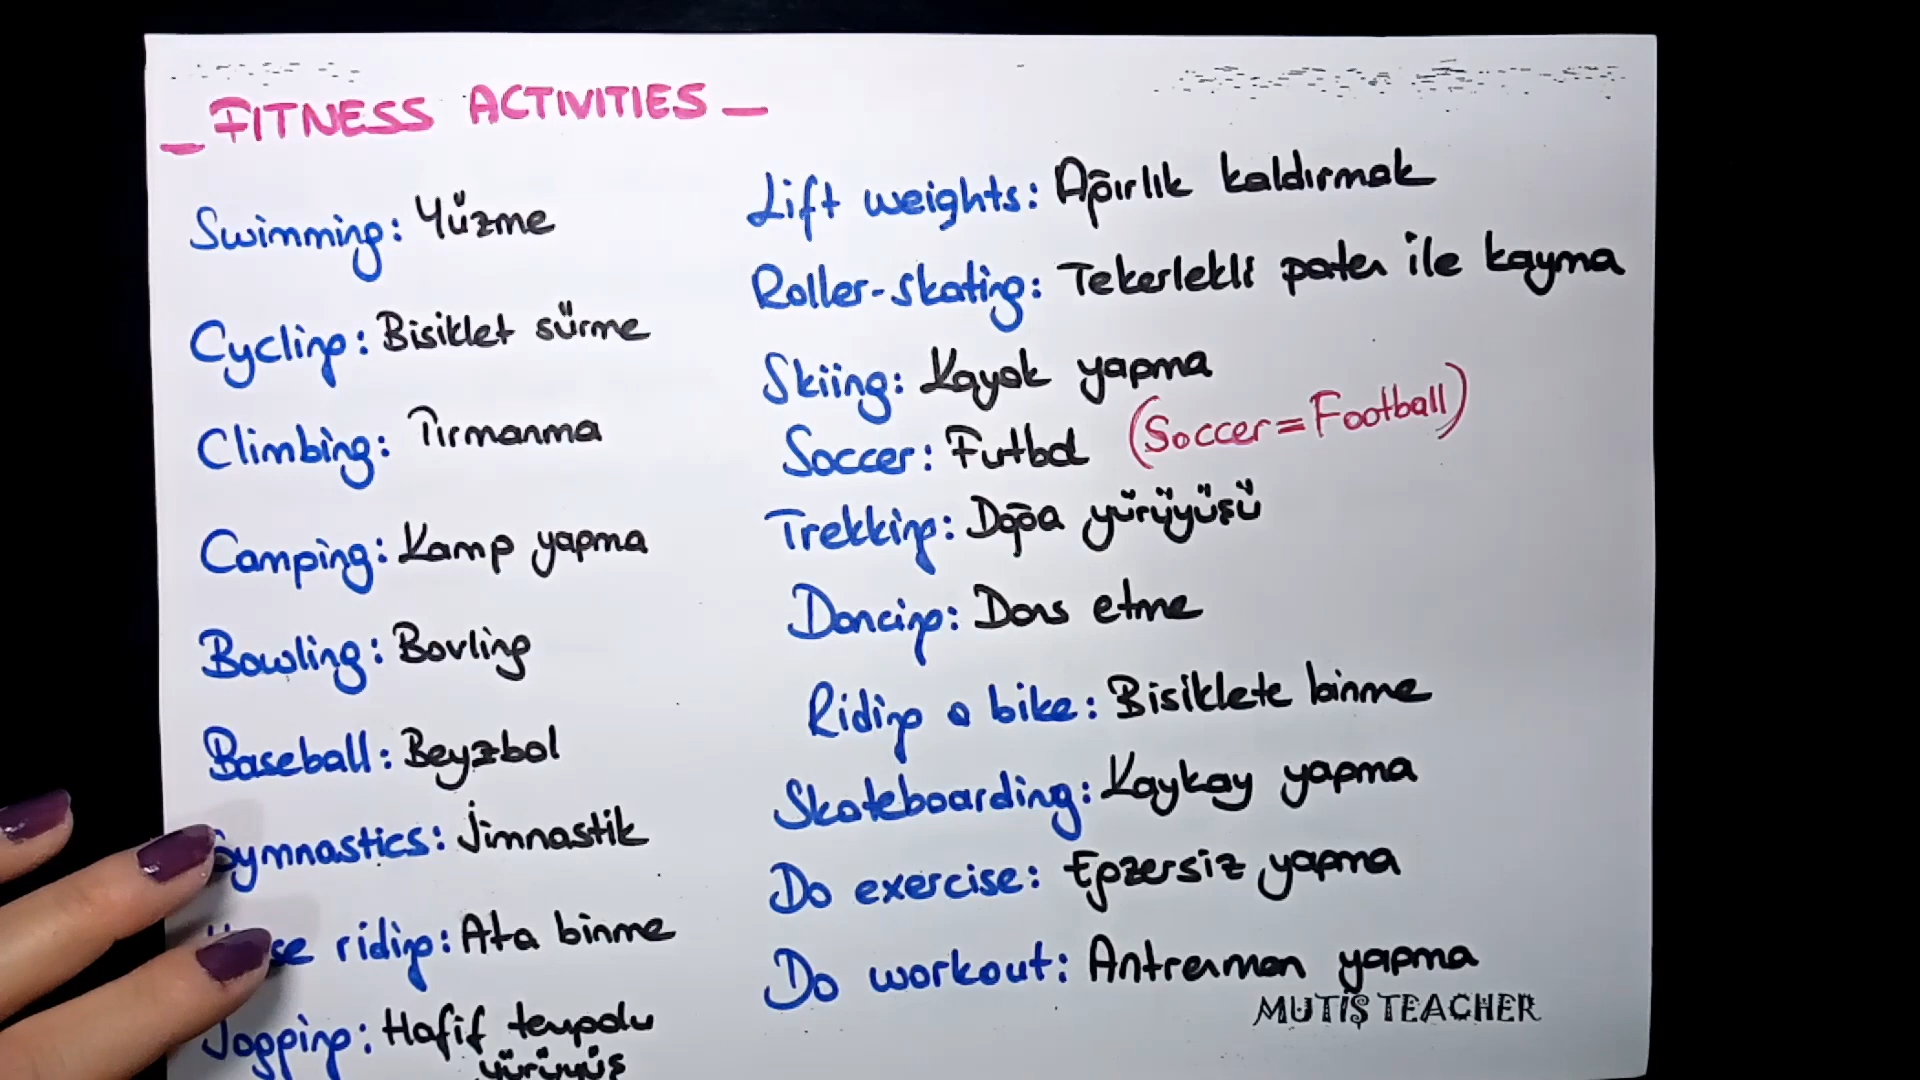 _ FITNESS ACTIVITIES _
Swimming: Yüzme
Cycling: Bisiklet sürme
Climbing: Tırmanma
Camping: Kamp yapma
Bowling: Bovling
Baseball: Beyzbol
Gymnastics: Jimnastik
riding: Ata binme
Jogging: Hafif tempolu
yürüyüş
Lift weights: Ağırlık kaldırmak
Roller-skating: Tekerlekli paten ile kayma
Skiing: Kayak yapma
Soccer: Futbol (Soccer=Football)
Trekking: Doğa yürüyüşü
Dancing: Dans etme
Riding a bike: Bisiklete binme
Skateboarding: Kaykay yapma
Do exercise: Egzersiz yapma
Do workout: Antrenman yapma
MUTİŞ TEACHER